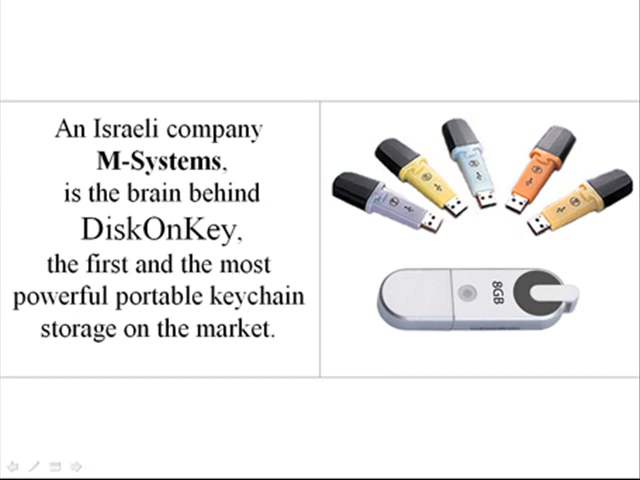 An Israeli company
M-Systems,
is the brain behind
DiskOnKey,
the first and the most
powerful portable keychain
storage on the market.
8GB